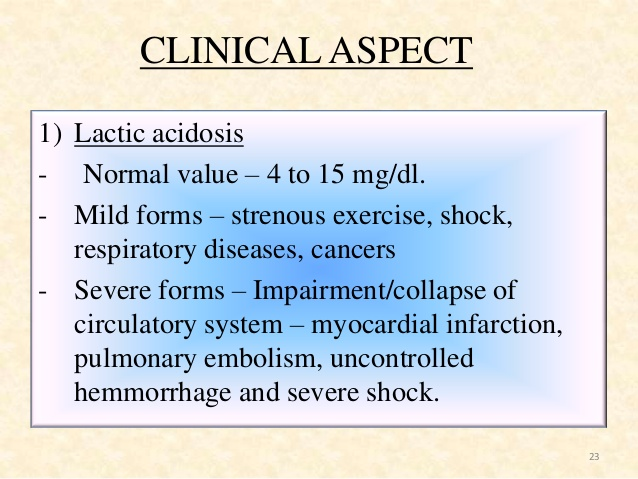 CLINICAL ASPECT
1) Lactic acidosis
- Normal value – 4 to 15 mg/dl.
- Mild forms – strenous exercise, shock,
respiratory diseases, cancers
- Severe forms – Impairment/collapse of
circulatory system – myocardial infarction,
pulmonary embolism, uncontrolled
hemmorrhage and severe shock.
23